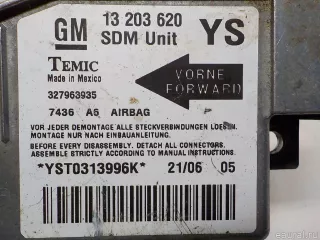 GM 13 203 620 YS
SDM Unit
TEMIC
Made in Mexico
327963935
VORNE
FORWARD
7436 A5 AIRBAG P
VOR JEDER DEMONTAGE ALLE STECKVERBINDUNGEN LOESEN.
MONTAGE NUR NACH EINBAUANLEITUNG.
BEFORE EVERY DISASSEMBLY. DETACH ALL CONNECTORS.
ASSEMBLE STRICTLY ACCORDING TO MANUAL INSTRUCTIONS.
*YST0313996K* 21/06 05